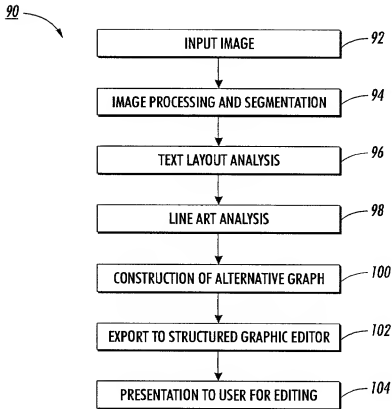 90
INPUT IMAGE 92
IMAGE PROCESSING AND SEGMENTATION 94
TEXT LAYOUT ANALYSIS 96
LINE ART ANALYSIS 98
CONSTRUCTION OF ALTERNATIVE GRAPH 100
EXPORT TO STRUCTURED GRAPHIC EDITOR 102
PRESENTATION TO USER FOR EDITING 104